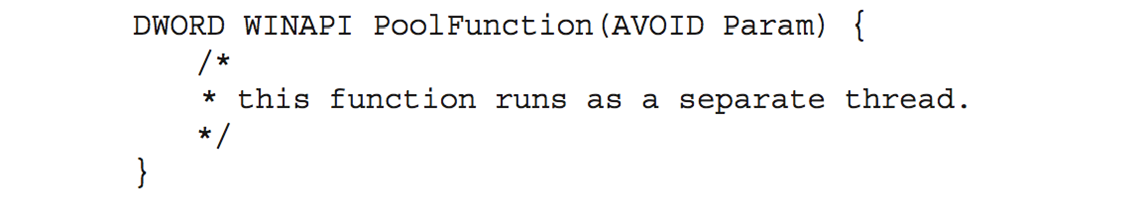 DWORD WINAPI PoolFunction(AVOID Param) {
/*
* this function runs as a separate thread.
*/
}